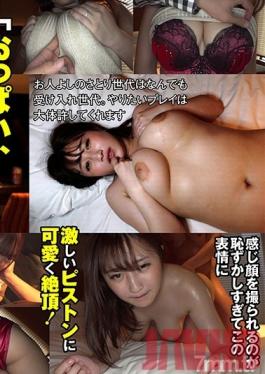 「おっぱい、
お人よしのさとり世代はなんでも
受け入れ世代。やりたいプレイは
大体許してくれます
感じ顔を撮られるのが
恥ずかしすぎてこの
表情に
激しいピストンに
可愛く絶頂！